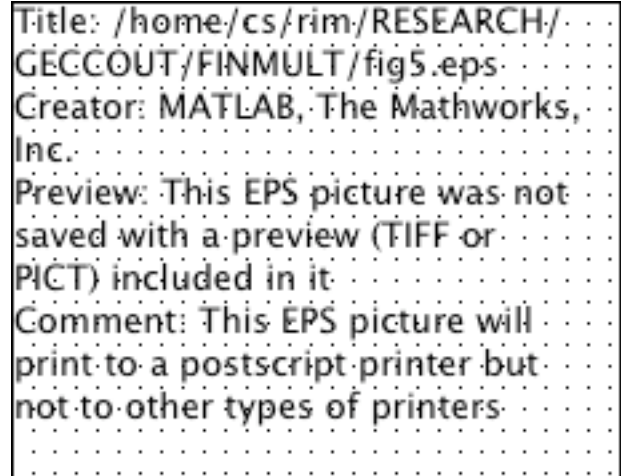 Title: /home/cs/rim/RESEARCH/
GECCOUT/FINMULT/fig5.eps
Creator: MATLAB, The Mathworks,
Inc.
Preview: This EPS picture was not
saved with a preview (TIFF or
PICT) included in it
Comment: This EPS picture will
print to a postscript printer but
not to other types of printers